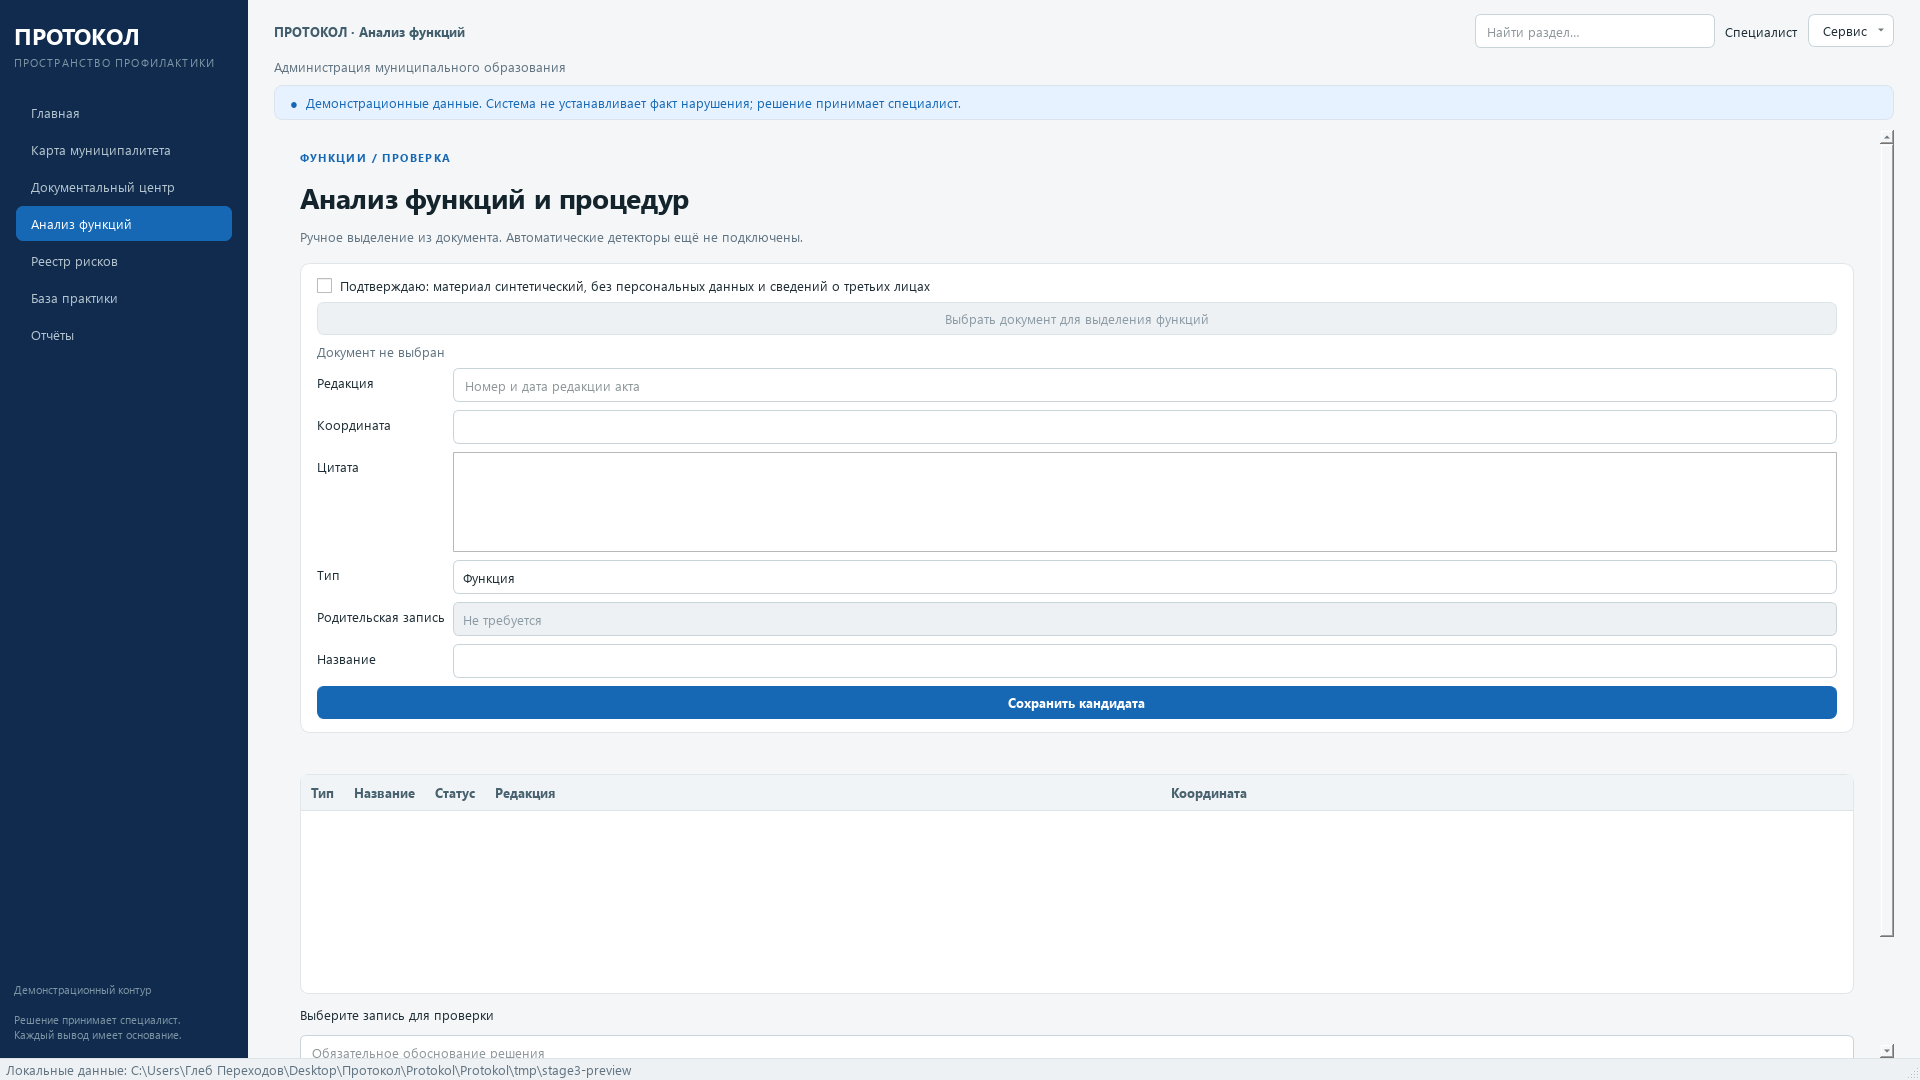 ПРОТОКОЛ
ПРОСТРАНСТВО ПРОФИЛАКТИКИ
Главная
Карта муниципалитета
Документальный центр
Анализ функций
Реестр рисков
База практики
Отчёты
Демонстрационный контур
Решение принимает специалист.
Каждый вывод имеет основание.
ПРОТОКОЛ · Анализ функций
Найти раздел...
Специалист
Сервис
Администрация муниципального образования
● Демонстрационные данные. Система не устанавливает факт нарушения; решение принимает специалист.
ФУНКЦИИ / ПРОВЕРКА
Анализ функций и процедур
Ручное выделение из документа. Автоматические детекторы ещё не подключены.
Подтверждаю: материал синтетический, без персональных данных и сведений о третьих лицах
Выбрать документ для выделения функций
Документ не выбран
Редакция
Номер и дата редакции акта
Координата
Цитата
Тип
Функция
Родительская запись
Не требуется
Название
Сохранить кандидата
Тип Название Статус Редакция Координата
Выберите запись для проверки
Обязательное обоснование решения
Локальные данные: C:\Users\Глеб Переходов\Desktop\Протокол\Protokol\Protokol\tmp\stage3-preview